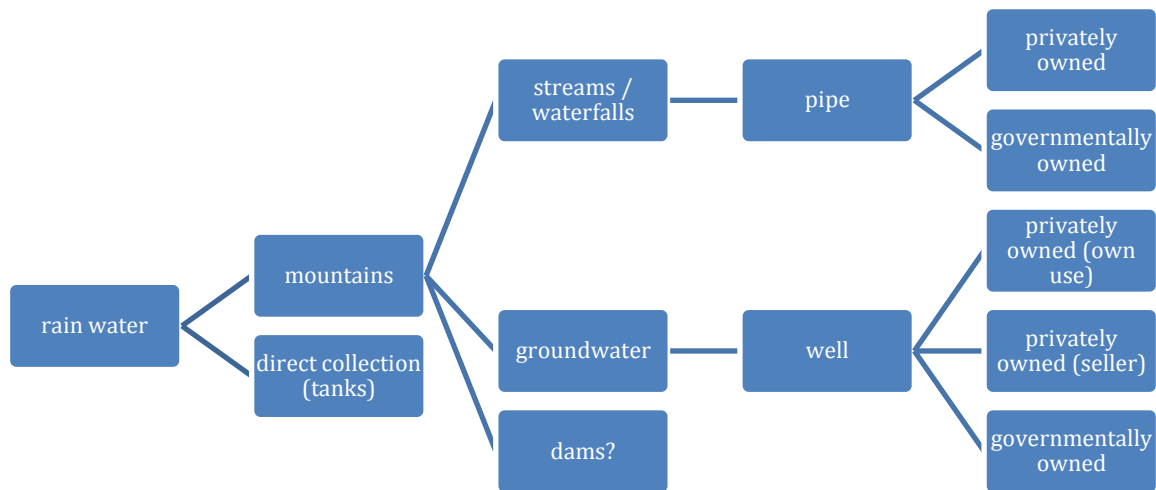 privately
owned
streams /
waterfalls
pipe
governmentally
owned
privately
owned (own
use)
mountains
rain water
direct collection
(tanks)
groundwater
well
privately
owned (seller)
dams?
governmentally
owned